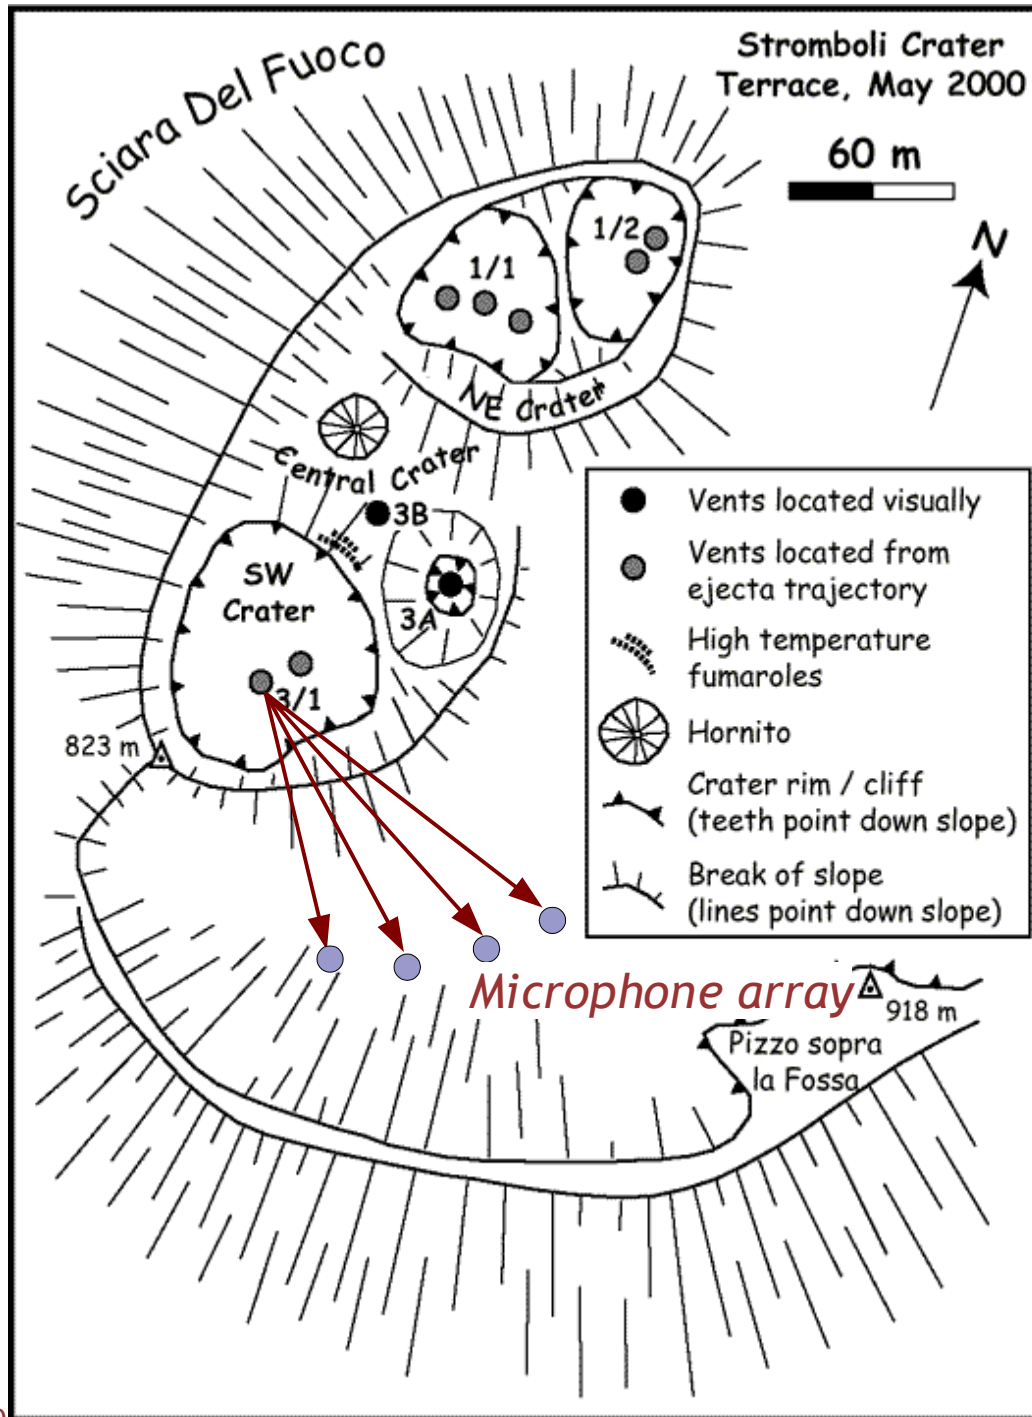 Sciara Del Fuoco
Stromboli Crater
Terrace, May 2000
60 m
N
1/2
1/1
NE Crater
Central Crater
3B
SW
Crater
3A
3/1
823 m
Vents located visually
Vents located from
ejecta trajectory
High temperature
fumaroles
Hornito
Crater rim / cliff
(teeth point down slope)
Break of slope
(lines point down slope)
Microphone array
918 m
Pizzo sopra
la Fossa